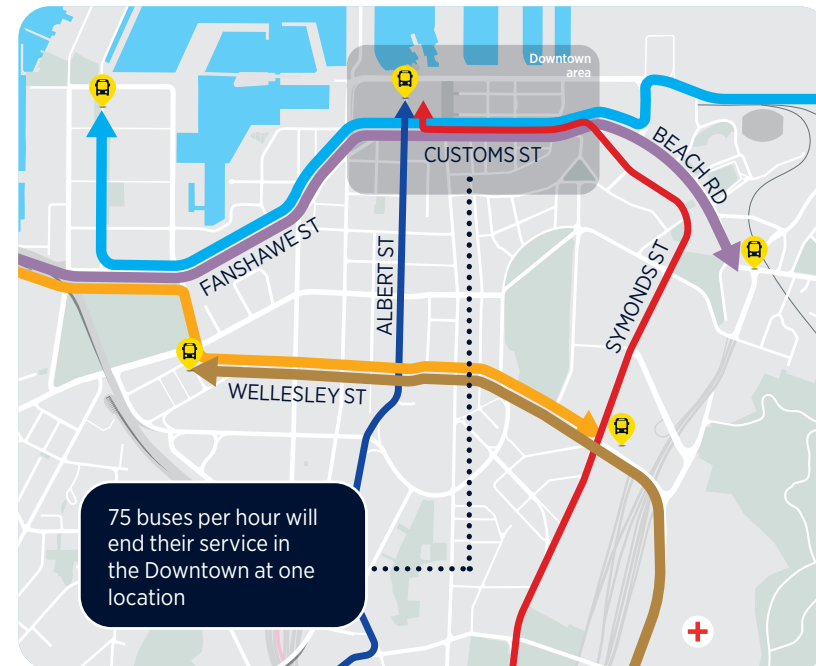 Downtown
area
CUSTOMS ST
BEACH RD
FANSHAWE ST
ALBERT ST
SYMONDS ST
WELLESLEY ST
75 buses per hour will
end their service in
the Downtown at one
location